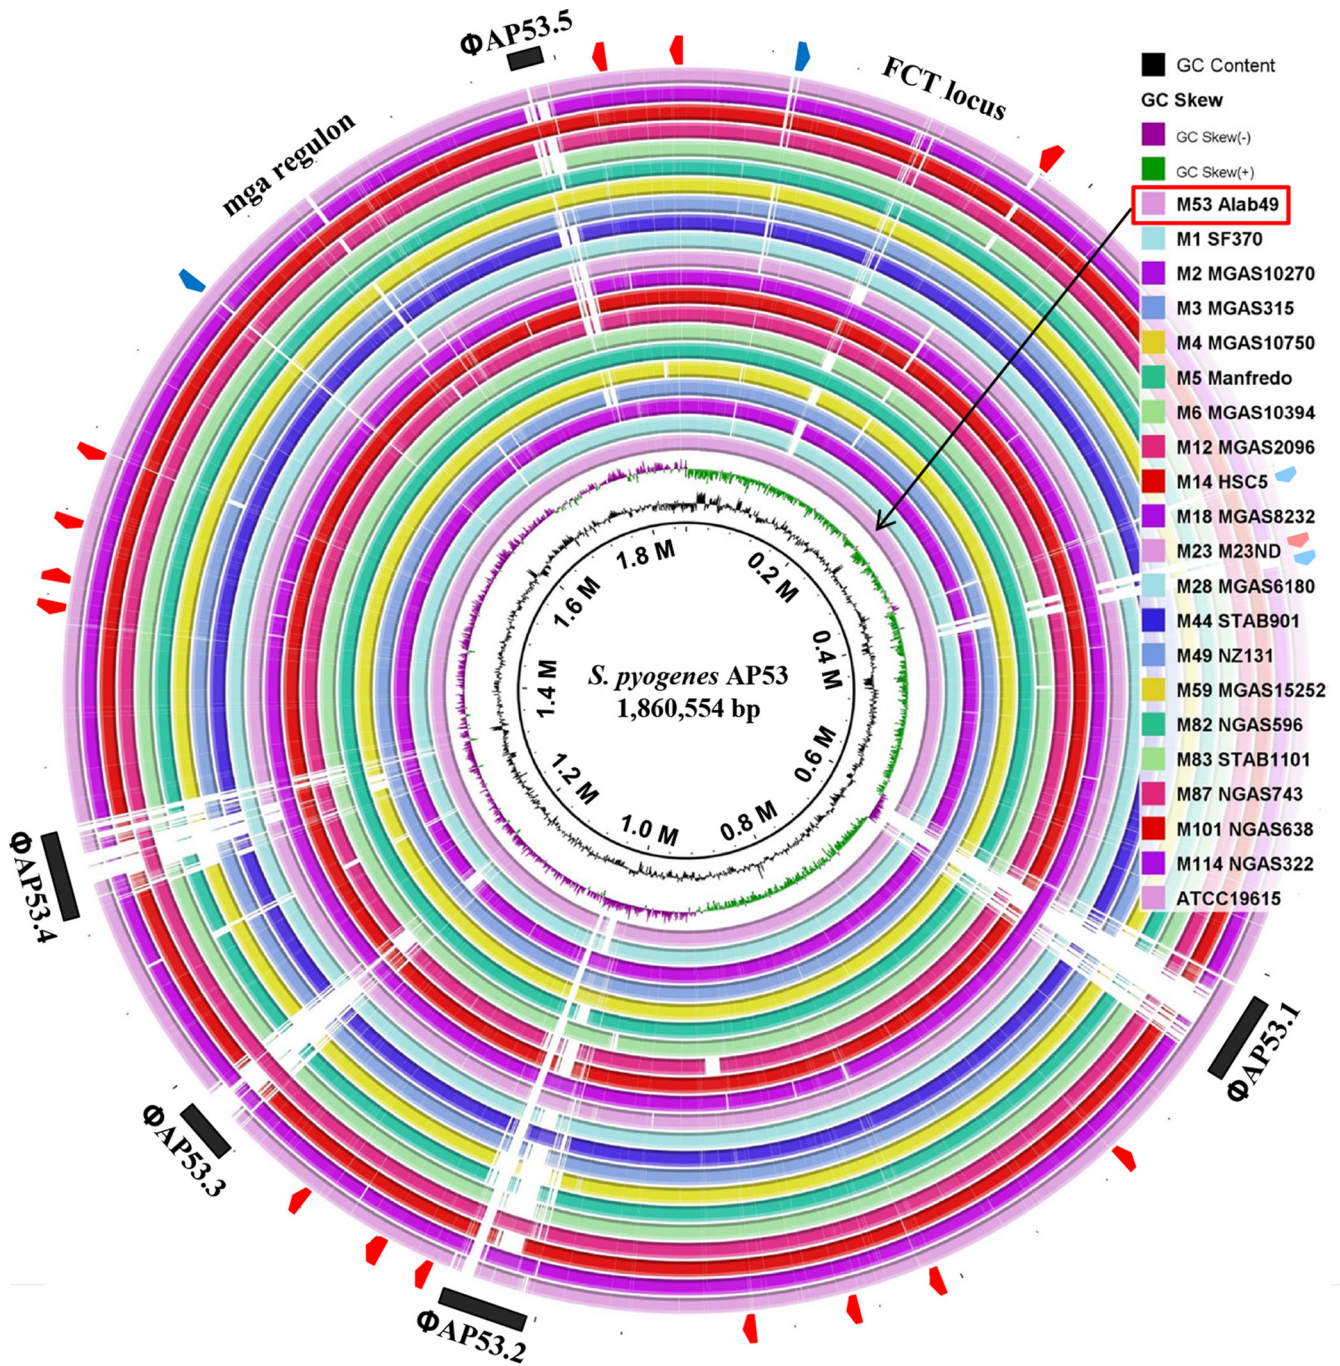 ΦAP53.5
FCT locus
mga regulon
GC Content
GC Skew
GC Skew(-)
GC Skew(+)
M53 Alab49
M1 SF370
M2 MGAS10270
M3 MGAS315
M4 MGAS10750
M5 Manfredo
M6 MGAS10394
M12 MGAS2096
M14 HSC5
M18 MGAS8232
M23 M23ND
M28 MGAS6180
M44 STAB901
M49 NZ131
M59 MGAS15252
M82 NGAS596
M83 STAB1101
M87 NGAS743
M101 NGAS638
M114 NGAS322
ATCC19615
0.2 M
0.4 M
0.6 M
0.8 M
1.0 M
1.2 M
1.4 M
1.6 M
1.8 M
S. pyogenes AP53
1,860,554 bp
ΦAP53.1
ΦAP53.2
ΦAP53.3
ΦAP53.4